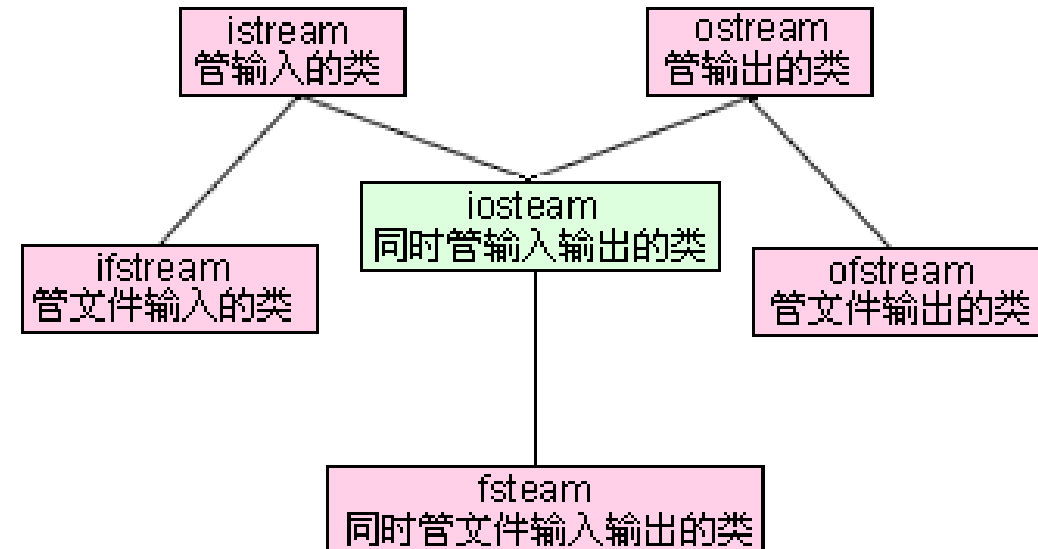 istream
管输入的类
ostream
管输出的类
iosteam
同时管输入输出的类
ifstream
管文件输入的类
ofstream
管文件输出的类
fsteam
同时管文件输入输出的类